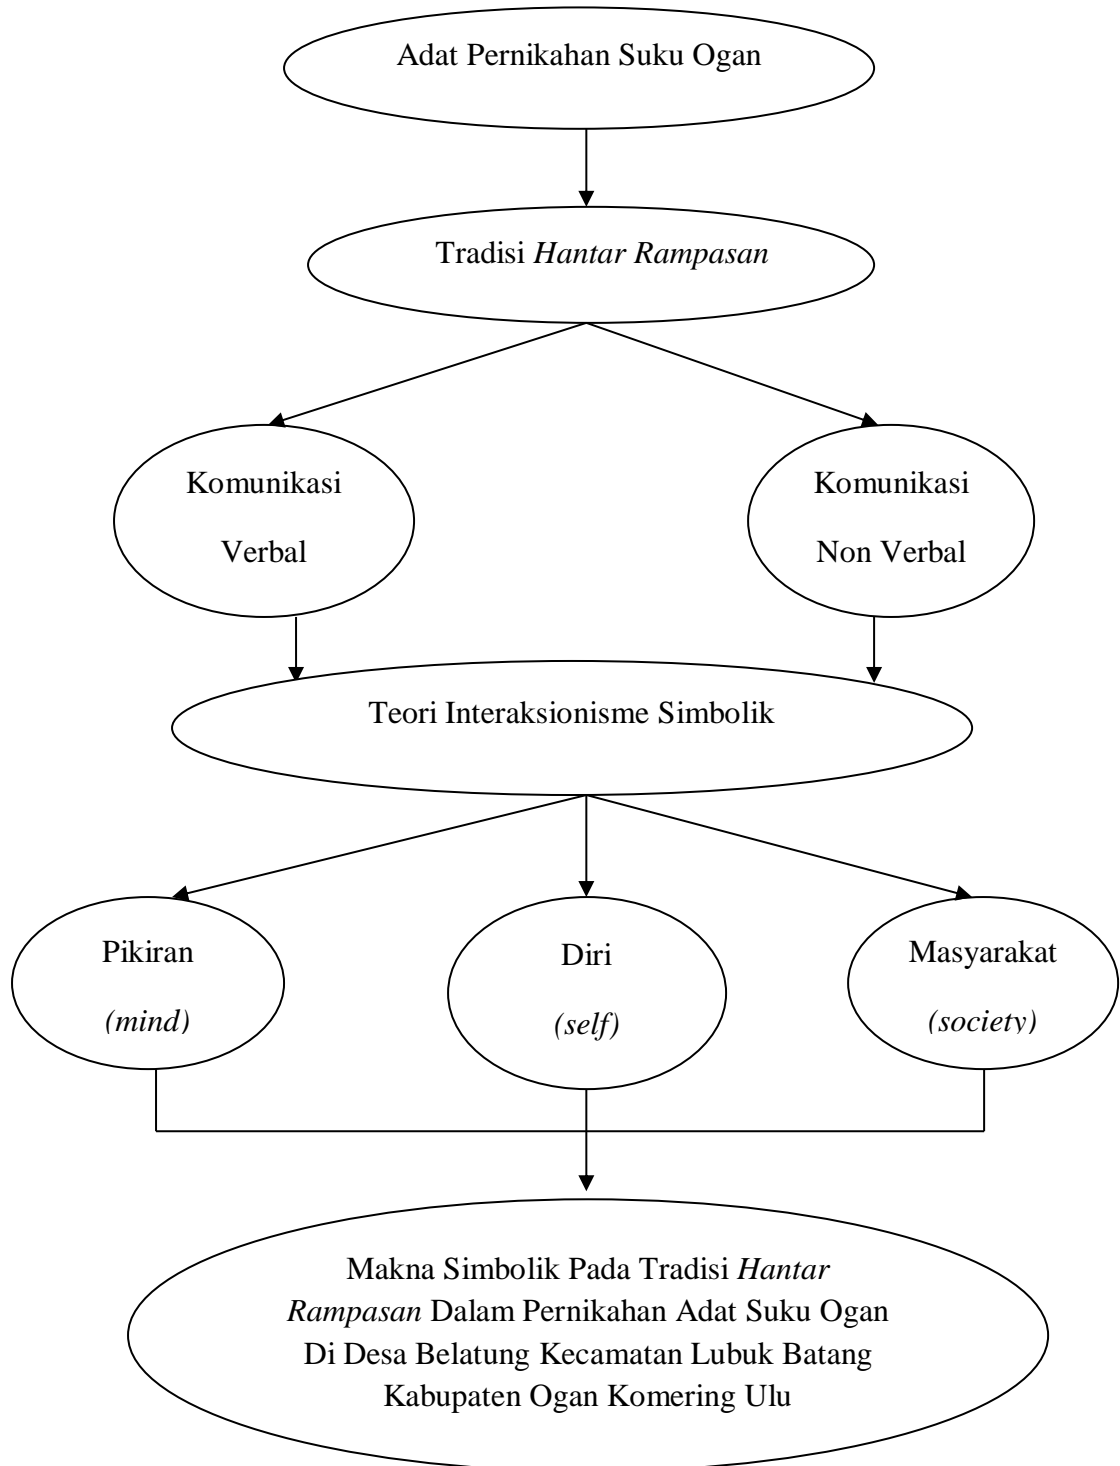 Adat Pernikahan Suku Ogan
Tradisi Hantar Rampasan
Komunikasi
Verbal
Komunikasi
Non Verbal
Teori Interaksionisme Simbolik
Pikiran
(mind)
Diri
(self)
Masyarakat
(society)
Makna Simbolik Pada Tradisi Hantar
Rampasan Dalam Pernikahan Adat Suku Ogan
Di Desa Belatung Kecamatan Lubuk Batang
Kabupaten Ogan Komering Ulu